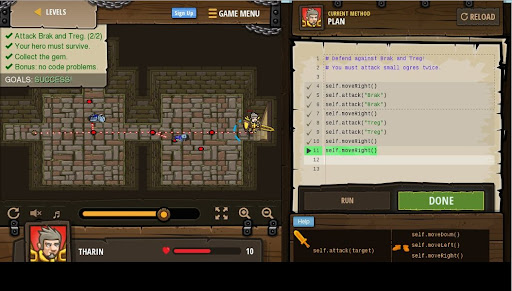 LEVELS
Sign Up
GAME MENU
Attack Brak and Treg. (2/2)
Your hero must survive.
Collect the gem.
Bonus: no code problems
GOALS: SUCCESS!
THARIN
10
CURRENT METHOD
PLAN
RELOAD
1 # Defend against Brak and Treg!
2 # You must attack small ogres twice.
3
4 self.moveRight()
5 self.attack("Brak")
6 self.attack("Brak")
7 self.moveRight()
8 self.attack("Treg")
9 self.attack("Treg")
10 self.moveRight()
11 self.moveRight()
12
13
RUN
DONE
Help
self.attack(target)
self.moveDown()
self.moveLeft()
self.moveRight()